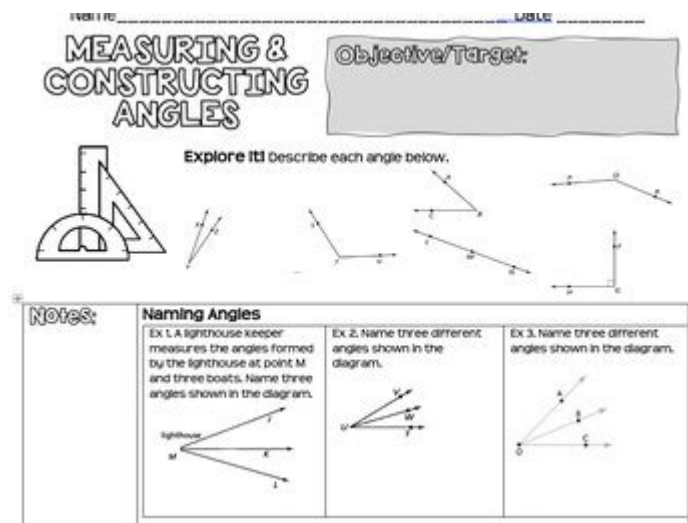 Name Date
MEASURING &
CONSTRUCTING
ANGLES
Objective/Target:
Explore It! Describe each angle below.
Notes:
Naming Angles
Ex 1. A lighthouse keeper
measures the angles formed
by the lighthouse at point M
and three boats. Name three
angles shown in the diagram.
lighthouse
M
J
K
L
Ex 2. Name three different
angles shown in the
diagram.
V
W
U
Y
Ex 3. Name three different
angles shown in the diagram.
A
B
C
D